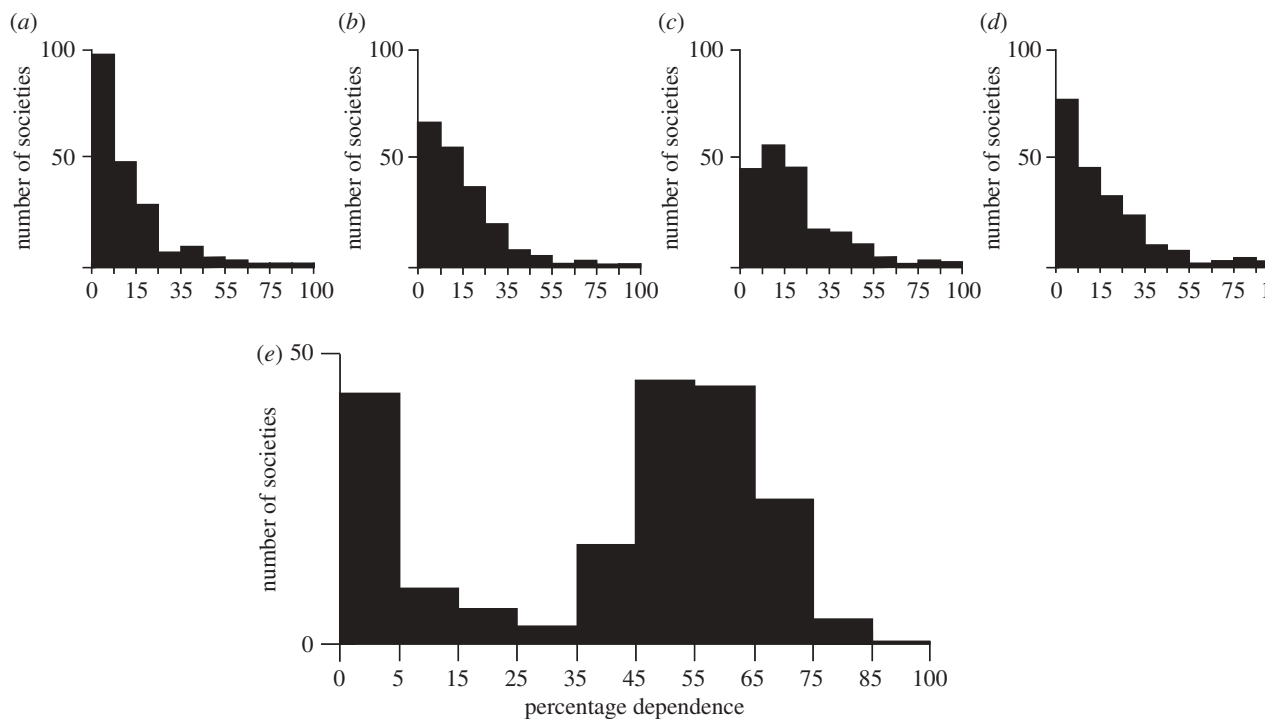 (a) (b) (c) (d)
100 100 100 100
number of societies number of societies number of societies number of societies
50 50 50 50
0 15 35 55 75 100 0 15 35 55 75 100 0 15 35 55 75 100 0 15 35 55 75
(e) 50
number of societies
0
0 5 15 25 35 45 55 65 75 85 100
percentage dependence